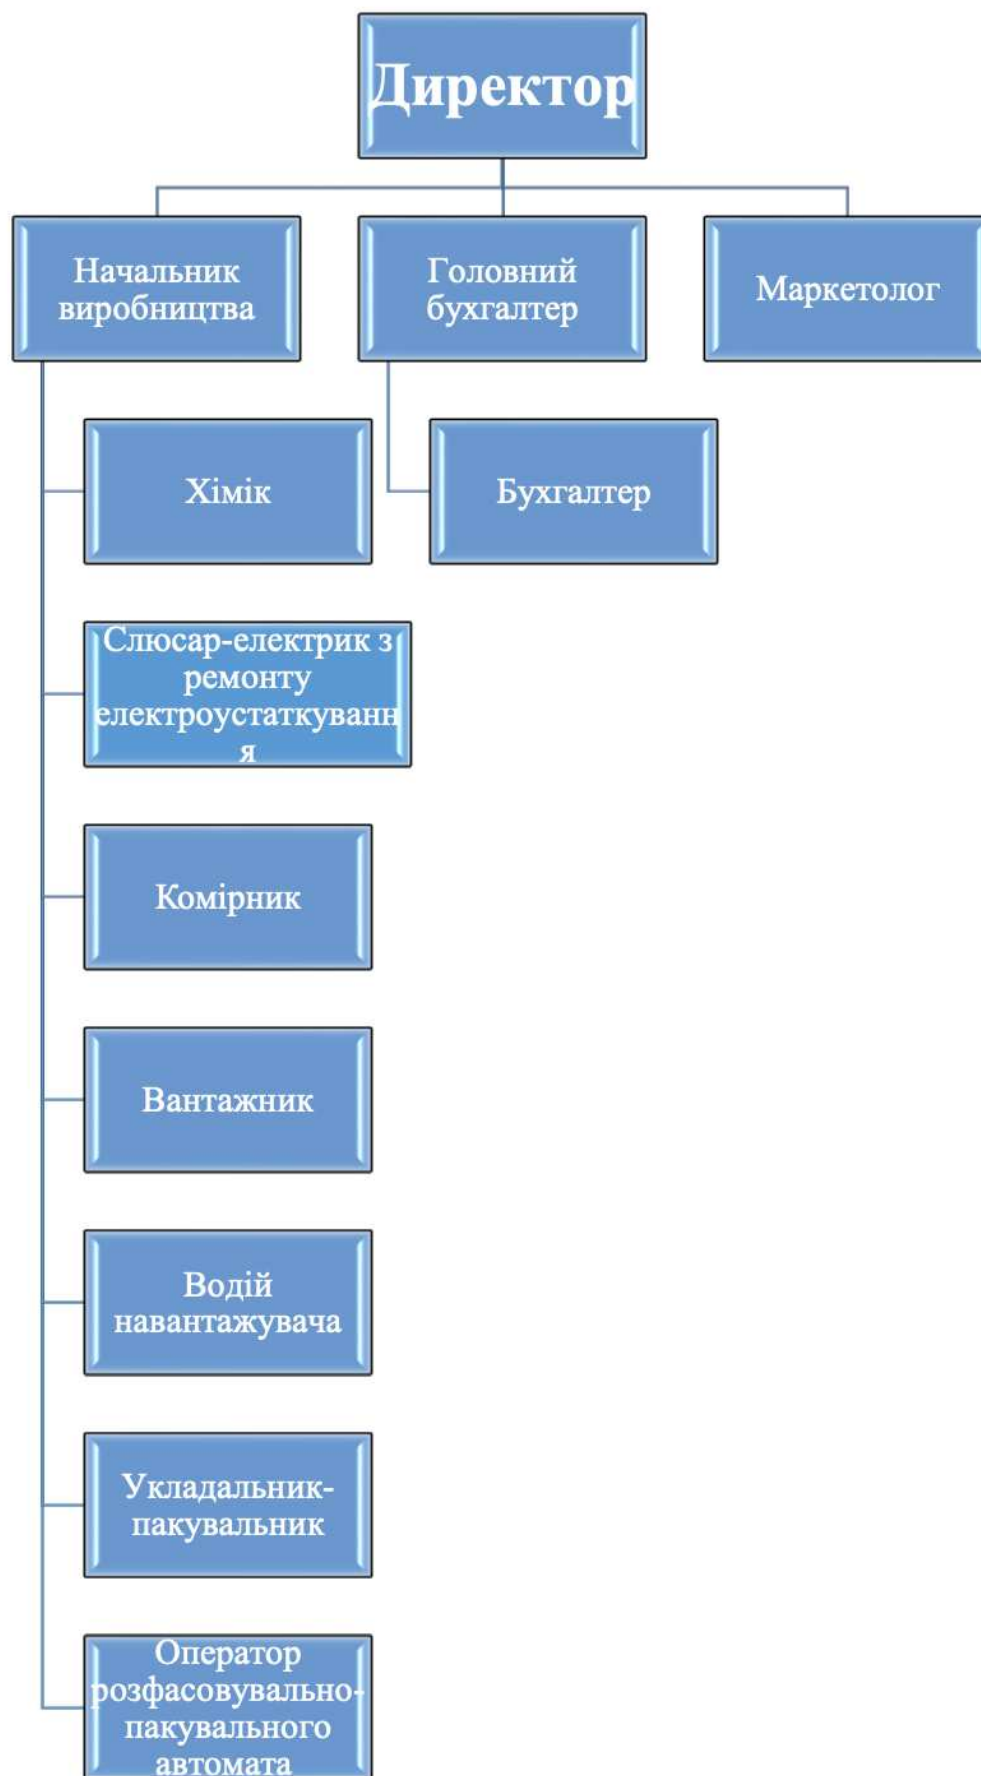 Директор
Начальник
виробництва
Головний
бухгалтер
Маркетолог
Хімік
Бухгалтер
Слюсар-електрик з
ремонту
електроустаткуванн
я
Комірник
Вантажник
Водій
навантажувача
Укладальник-
пакувальник
Оператор
розфасовувально-
пакувального
автомата